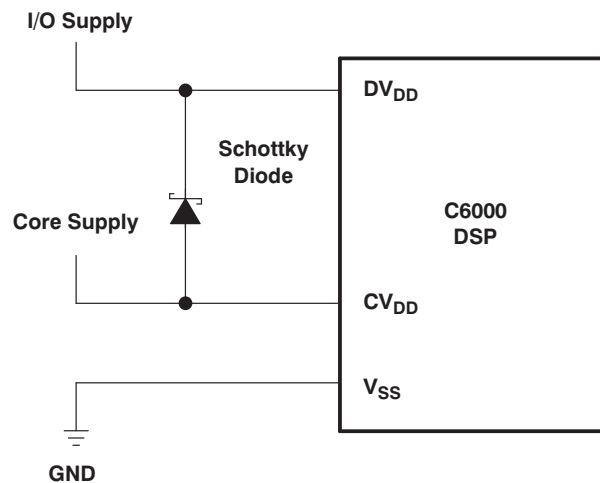 I/O Supply
DVDD
Schottky
Diode
C6000
DSP
Core Supply
CVDD
VSS
GND